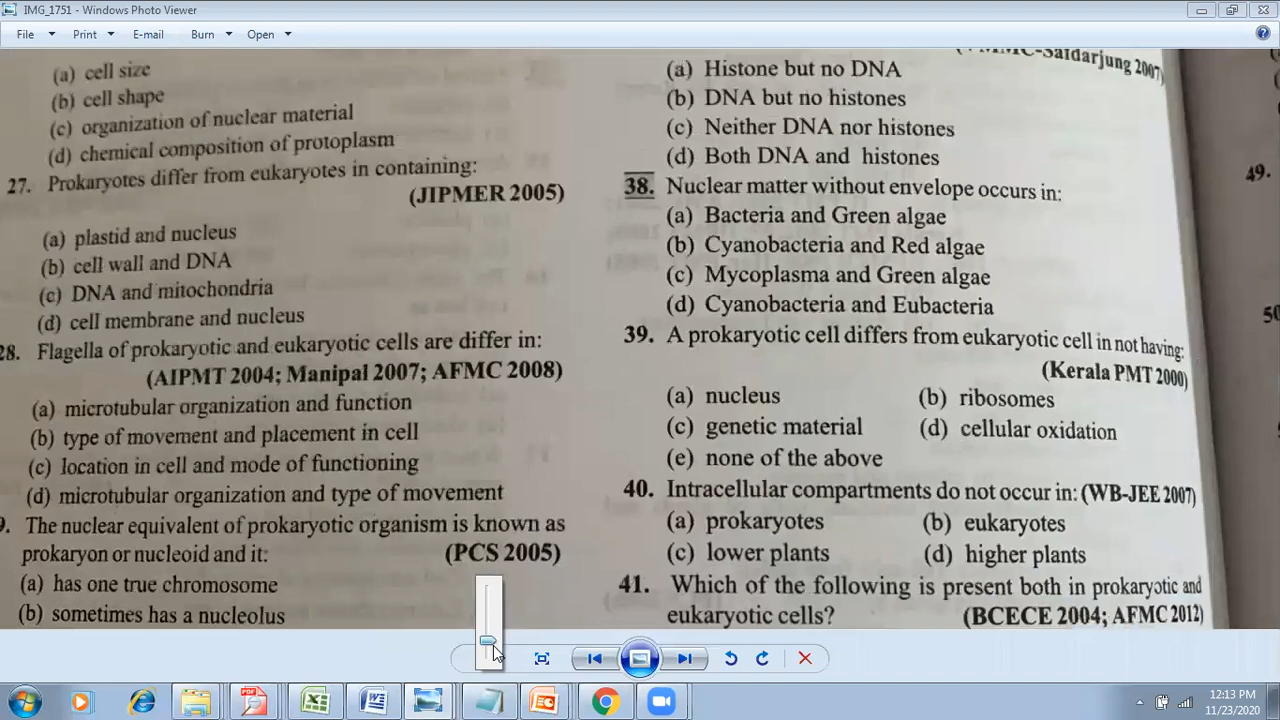 IMG_1751 - Windows Photo Viewer
File Print E-mail Burn Open
(a) cell size
(b) cell shape
(c) organization of nuclear material
(d) chemical composition of protoplasm
27. Prokaryotes differ from eukaryotes in containing:
(JIPMER 2005)
(a) plastid and nucleus
(b) cell wall and DNA
(c) DNA and mitochondria
(d) cell membrane and nucleus
28. Flagella of prokaryotic and eukaryotic cells are differ in:
(AIPMT 2004; Manipal 2007; AFMC 2008)
(a) microtubular organization and function
(b) type of movement and placement in cell
(c) location in cell and mode of functioning
(d) microtubular organization and type of movement
9. The nuclear equivalent of prokaryotic organism is known as
prokaryon or nucleoid and it:
(PCS 2005)
(a) has one true chromosome
(b) sometimes has a nucleolus
MMC-Safdarjung 2007)
(a) Histone but no DNA
(b) DNA but no histones
(c) Neither DNA nor histones
(d) Both DNA and histones
38. Nuclear matter without envelope occurs in:
(a) Bacteria and Green algae
(b) Cyanobacteria and Red algae
(c) Mycoplasma and Green algae
(d) Cyanobacteria and Eubacteria
39. A prokaryotic cell differs from eukaryotic cell in not having:
(Kerala PMT 2000)
(a) nucleus (b) ribosomes
(c) genetic material (d) cellular oxidation
(e) none of the above
40. Intracellular compartments do not occur in: (WB-JEE 2007)
(a) prokaryotes (b) eukaryotes
(c) lower plants (d) higher plants
41. Which of the following is present both in prokaryotic and
eukaryotic cells? (BCECE 2004; AFMC 2012)
49.
50
12:13 PM
11/23/2020